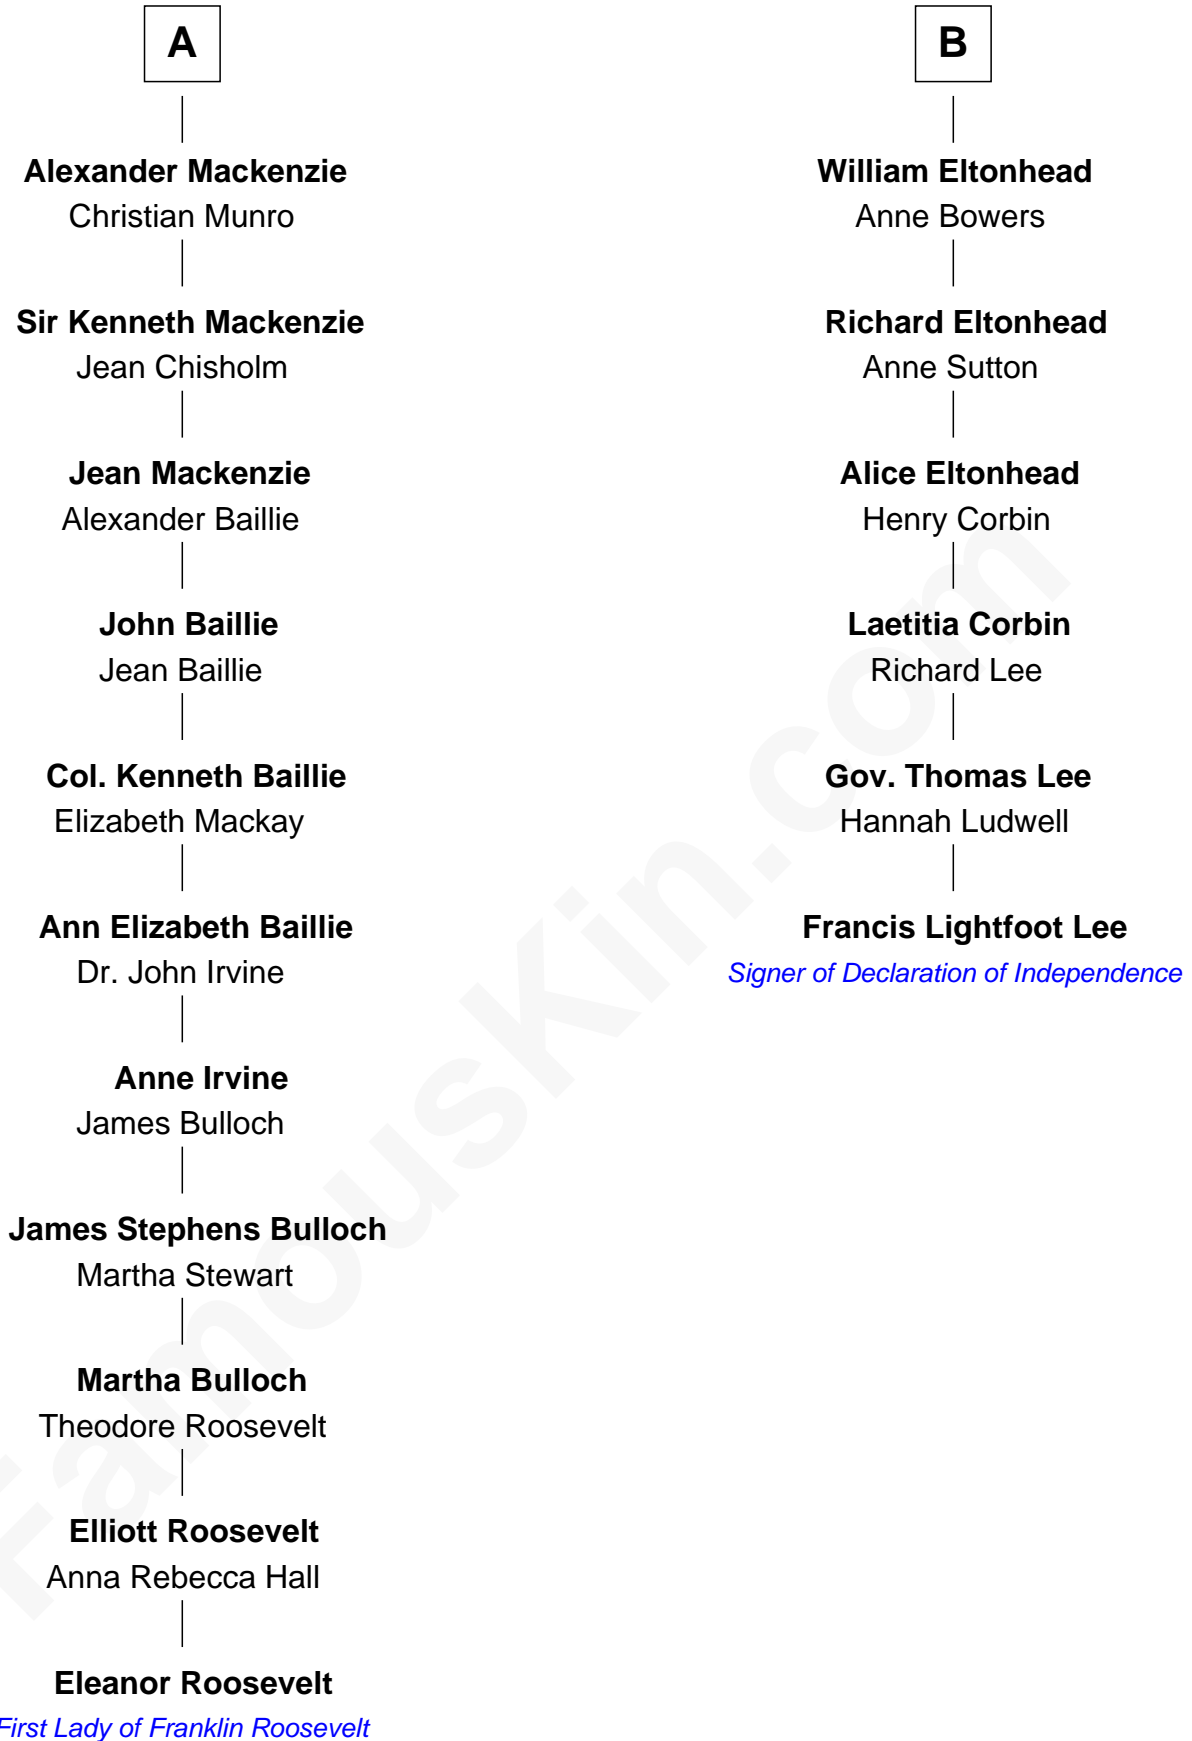 A
Alexander Mackenzie
Christian Munro
Sir Kenneth Mackenzie
Jean Chisholm
Jean Mackenzie
Alexander Baillie
John Baillie
Jean Baillie
Col. Kenneth Baillie
Elizabeth Mackay
Ann Elizabeth Baillie
Dr. John Irvine
Anne Irvine
James Bulloch
James Stephens Bulloch
Martha Stewart
Martha Bulloch
Theodore Roosevelt
Elliott Roosevelt
Anna Rebecca Hall
Eleanor Roosevelt
First Lady of Franklin Roosevelt
B
William Eltonhead
Anne Bowers
Richard Eltonhead
Anne Sutton
Alice Eltonhead
Henry Corbin
Laetitia Corbin
Richard Lee
Gov. Thomas Lee
Hannah Ludwell
Francis Lightfoot Lee
Signer of Declaration of Independence
FamousKin.com